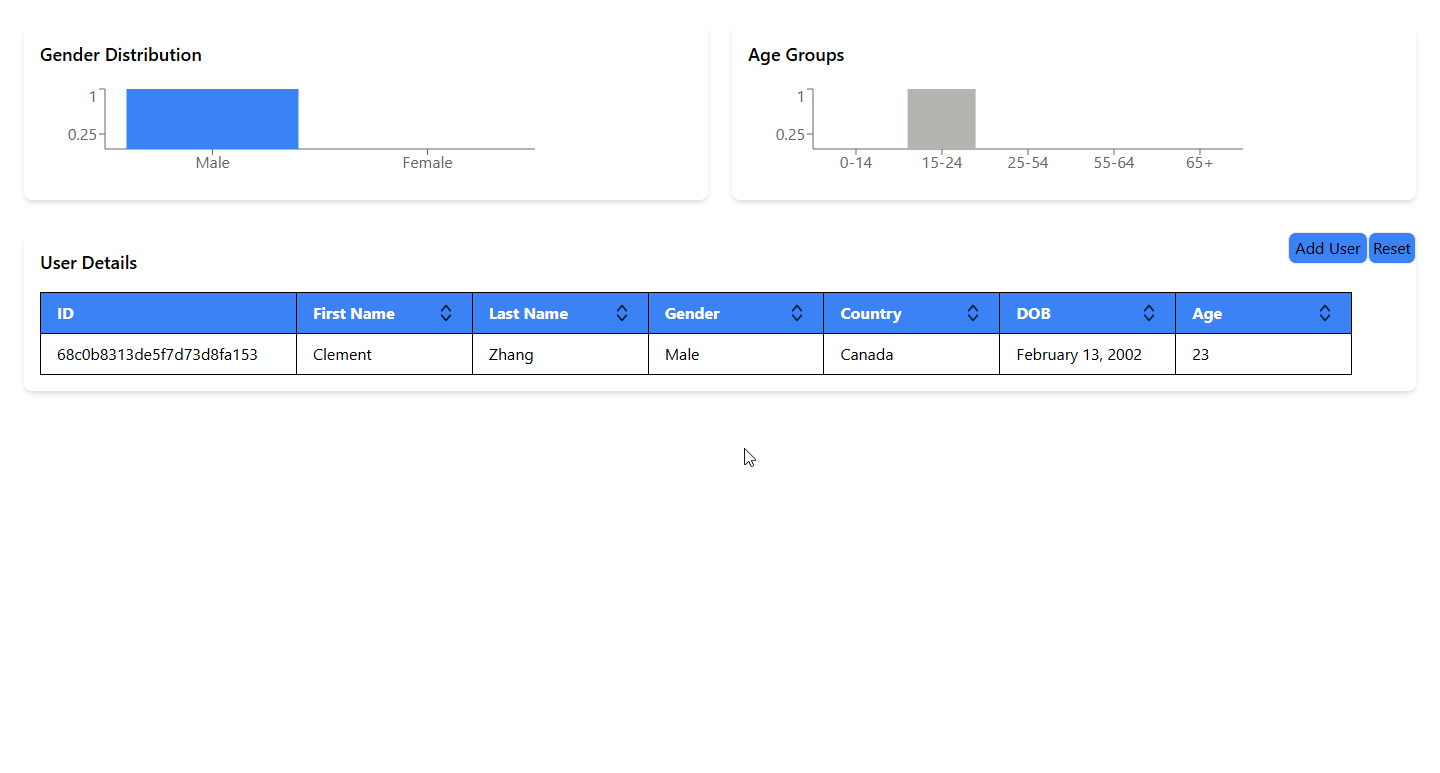 Gender Distribution
1
0.25
Male Female
Age Groups
1
0.25
0-14 15-24 25-54 55-64 65+
Add User Reset
User Details
ID First Name Last Name Gender Country DOB Age
68c0b8313de5f7d73d8fa153 Clement Zhang Male Canada February 13, 2002 23